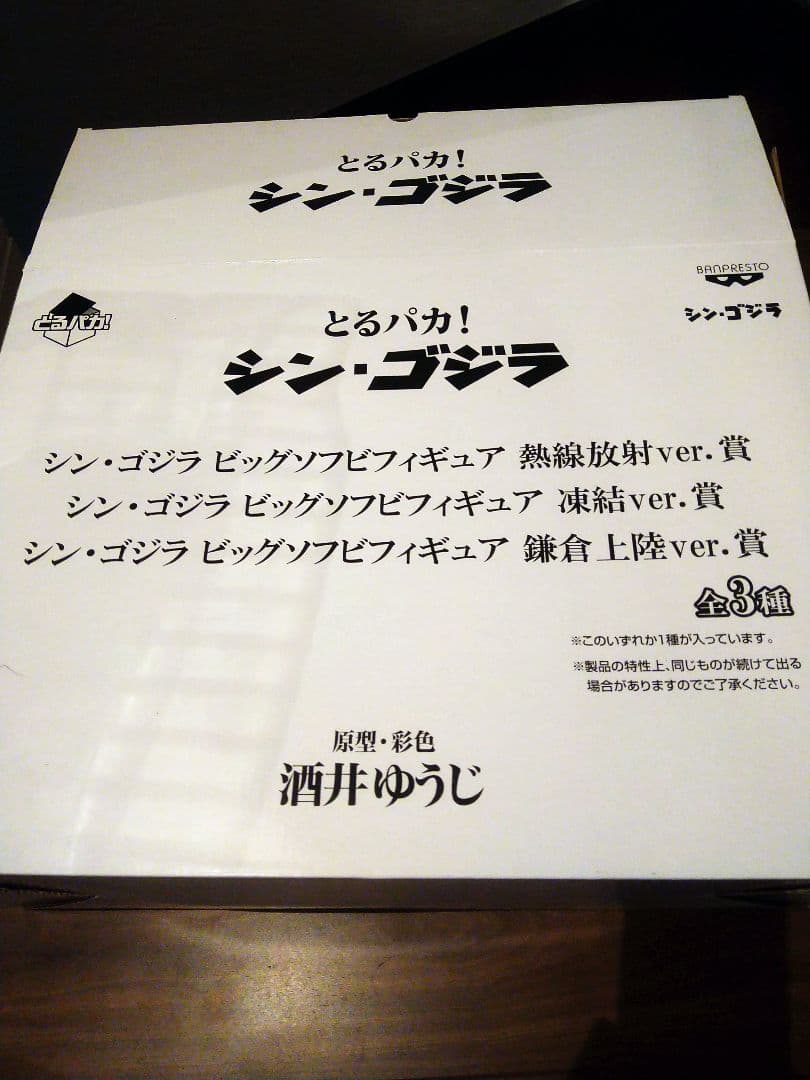 とるパカ!
シン・ゴジラ
BANPRESTO
とるパカ!
シン・ゴジラ
とるパカ!
シン・ゴジラ
シン・ゴジラ ビッグソフビフィギュア 熱線放射ver.賞
シン・ゴジラ ビッグソフビフィギュア 凍結ver.賞
シン・ゴジラ ビッグソフビフィギュア 鎌倉上陸ver.賞
全3種
※このいずれか1種が入っています。
※製品の特性上、同じものが続けて出る
場合がありますのでご了承ください。
原型・彩色
酒井ゆうじ